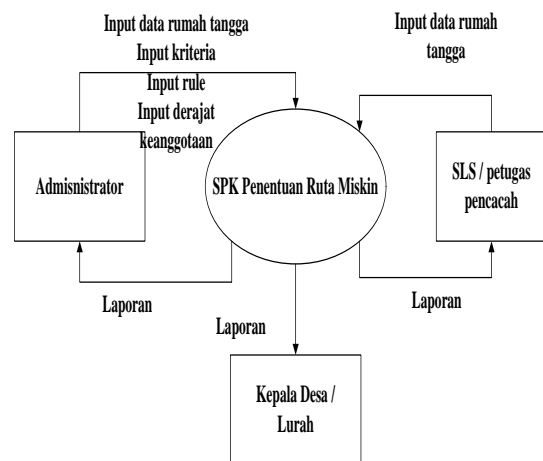 Input data rumah tangga
Input kriteria
Input rule
Input derajat
keanggotaan
Input data rumah
tangga
Admisnistrator
SPK Penentuan Ruta Miskin
SLS / petugas
pencacah
Laporan
Laporan
Laporan
Kepala Desa /
Lurah